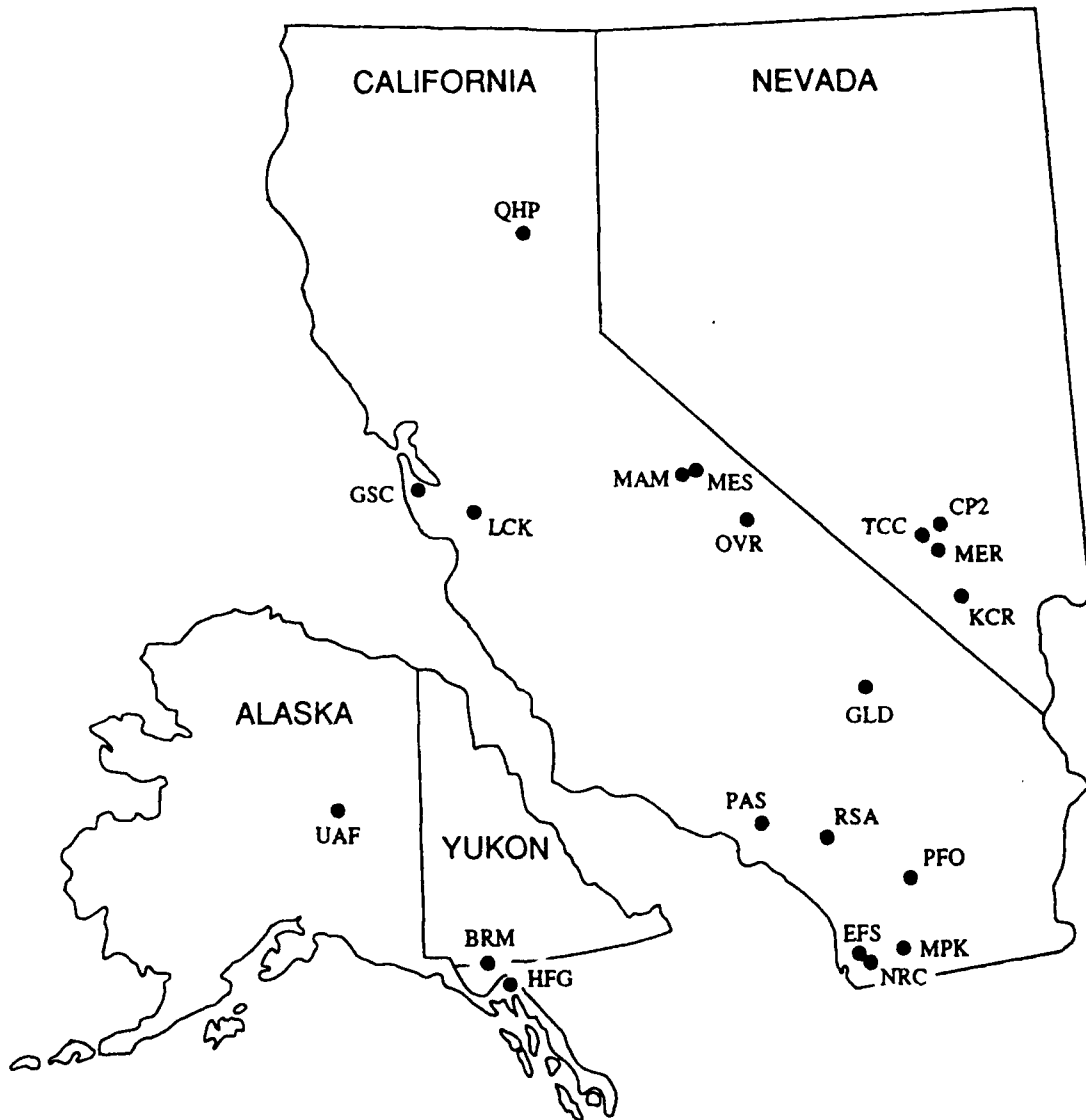 CALIFORNIA
NEVADA
QHP
GSC
LCK
MAM
MES
OVR
TCC
CP2
MER
KCR
ALASKA
GLD
UAF
YUKON
PAS
RSA
PFO
BRM
HFG
EFS
NRC
MPK